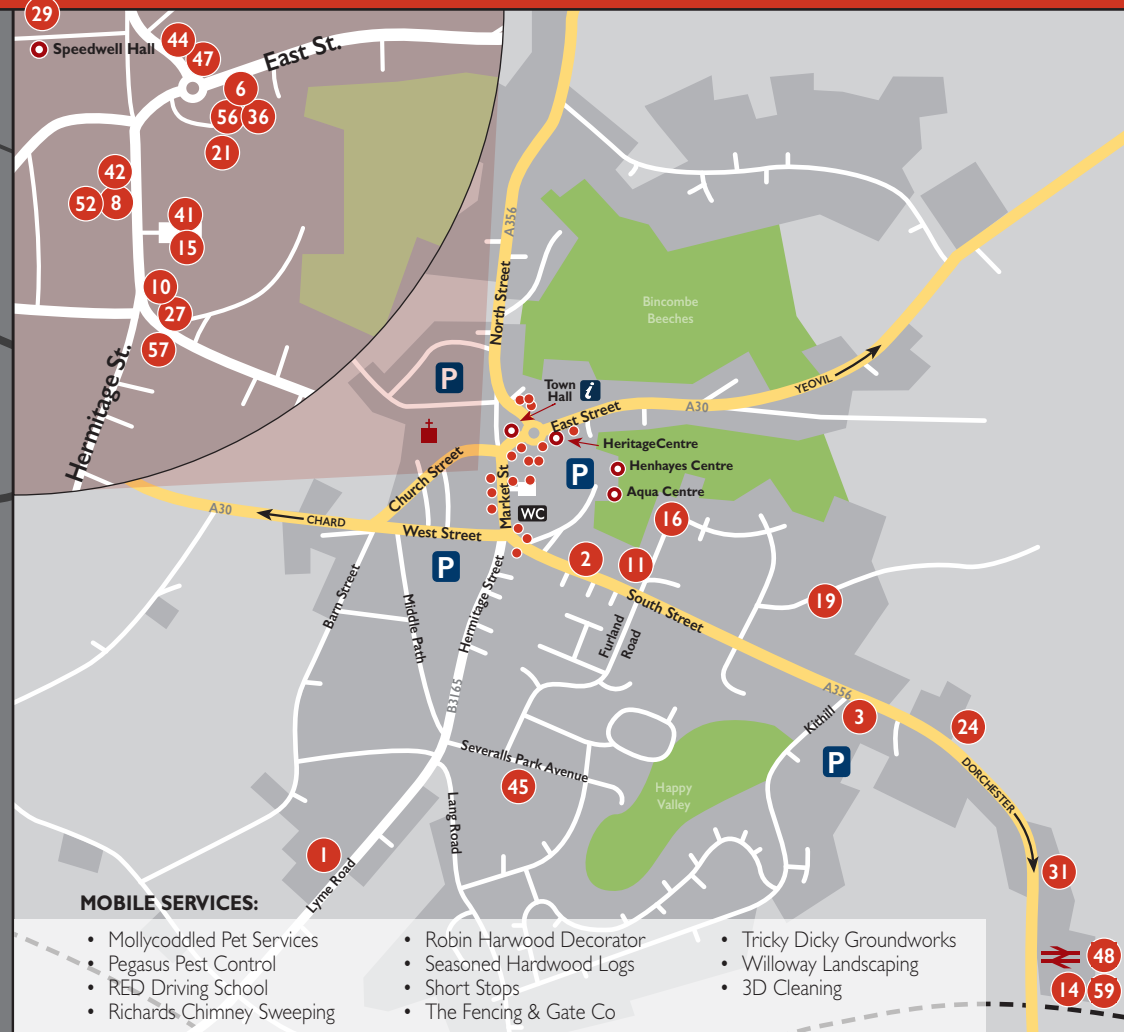 29
Speedwell Hall
44
47
East St.
6
56
36
21
42
52
8
41
15
10
27
57
Hermitage St.
A356
North Street
Bincombe
Beeches
P
Town
Hall
i
East Street
A30
YEOVIL
HeritageCentre
Henhayes Centre
Aqua Centre
P
Church Street
Market St
WC
A30
CHARD
West Street
P
16
2
11
19
South Street
Barn Street
Middle Path
Hermitage Street
Furland
Road
B3165
A356
Kithill
3
24
P
DORCHESTER
Severalls Park Avenue
45
Happy
Valley
Lang Road
1
Lyme Road
31
48
14
59
MOBILE SERVICES:
• Mollycoddled Pet Services
• Pegasus Pest Control
• RED Driving School
• Richards Chimney Sweeping
• Robin Harwood Decorator
• Seasoned Hardwood Logs
• Short Stops
• The Fencing & Gate Co
• Tricky Dicky Groundworks
• Willoway Landscaping
• 3D Cleaning